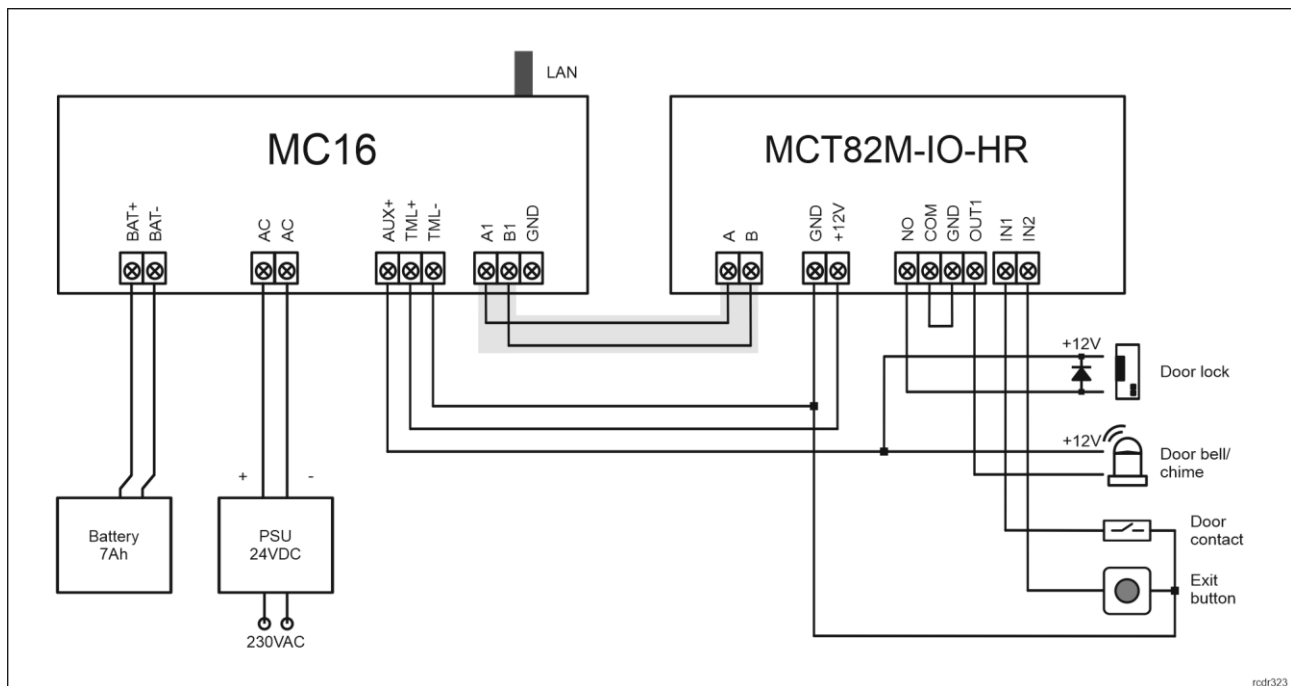 LAN
MC16
MCT82M-IO-HR
BAT+
BAT-
AC
AC
AUX+
TML+
TML-
A1
B1
GND
A
B
GND
+12V
NO
COM
GND
OUT1
IN1
IN2
+12V
Door lock
+12V
Door bell/
chime
Door
contact
Exit
button
+
-
Battery
7Ah
PSU
24VDC
230VAC
rcdr323